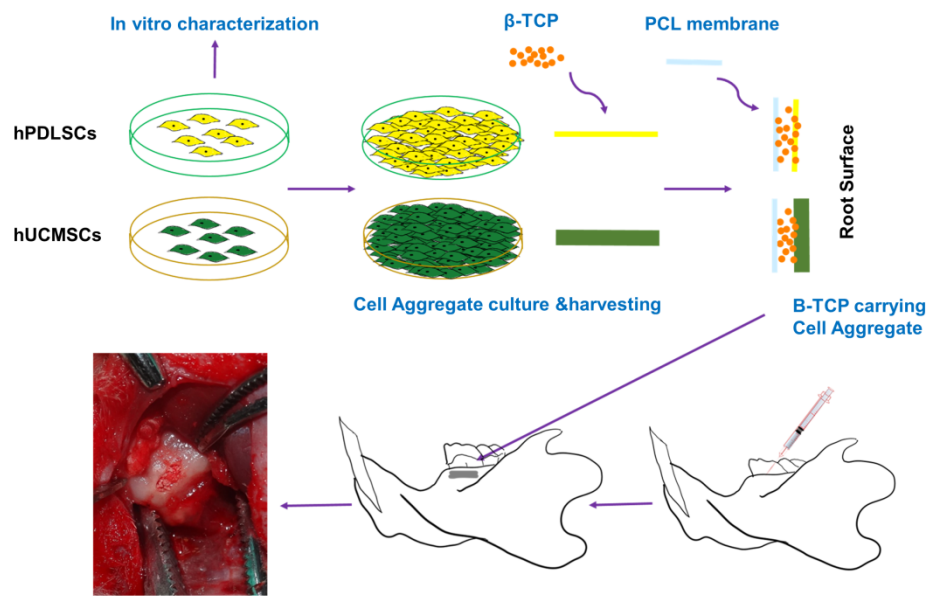 In vitro characterization
β-TCP
PCL membrane
hPDLSCs
hUCMSCs
Root Surface
Cell Aggregate culture &harvesting
B-TCP carrying
Cell Aggregate